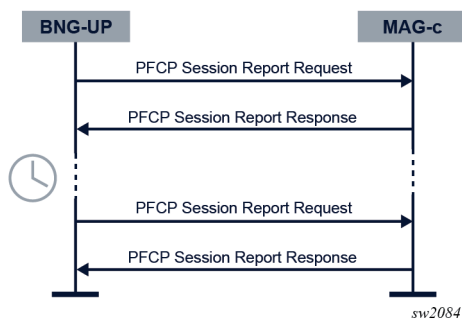 BNG-UP
MAG-c
PFCP Session Report Request
PFCP Session Report Response
PFCP Session Report Request
PFCP Session Report Response
sw2084